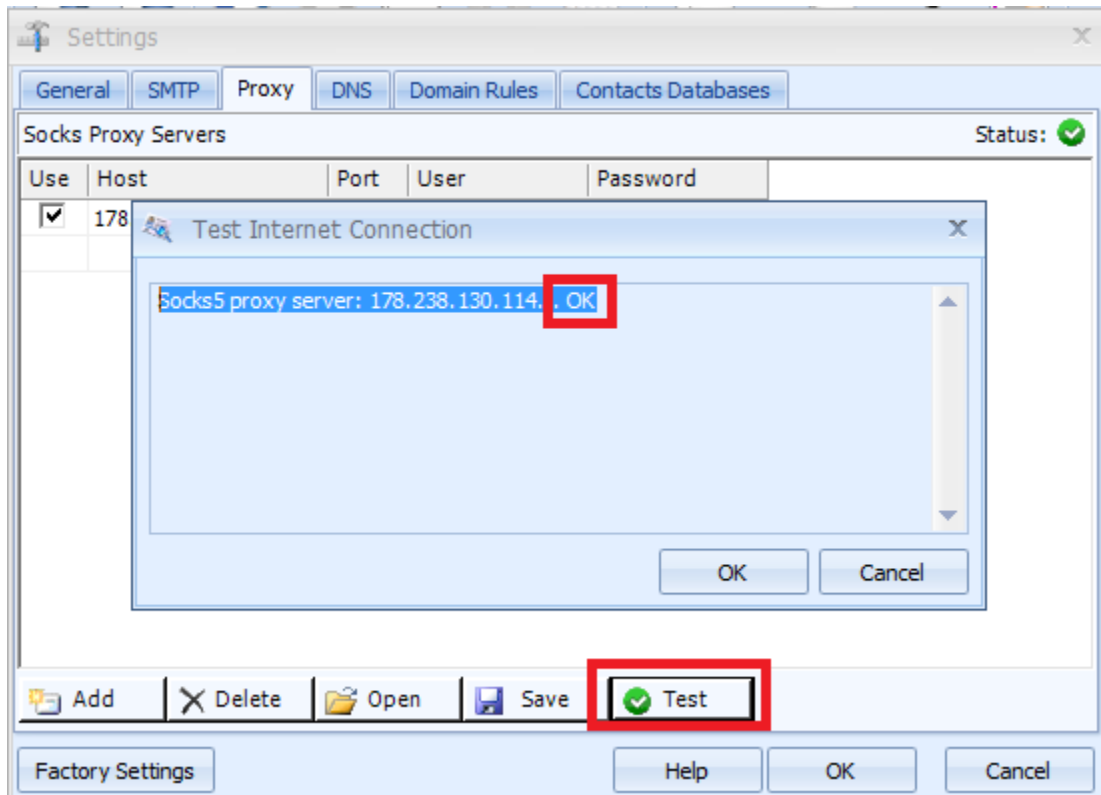 Settings
General SMTP Proxy DNS Domain Rules Contacts Databases
Socks Proxy Servers Status:
Use Host Port User Password
178
Test Internet Connection
Socks5 proxy server: 178.238.130.114... OK
OK Cancel
Add Delete Open Save Test
Factory Settings Help OK Cancel